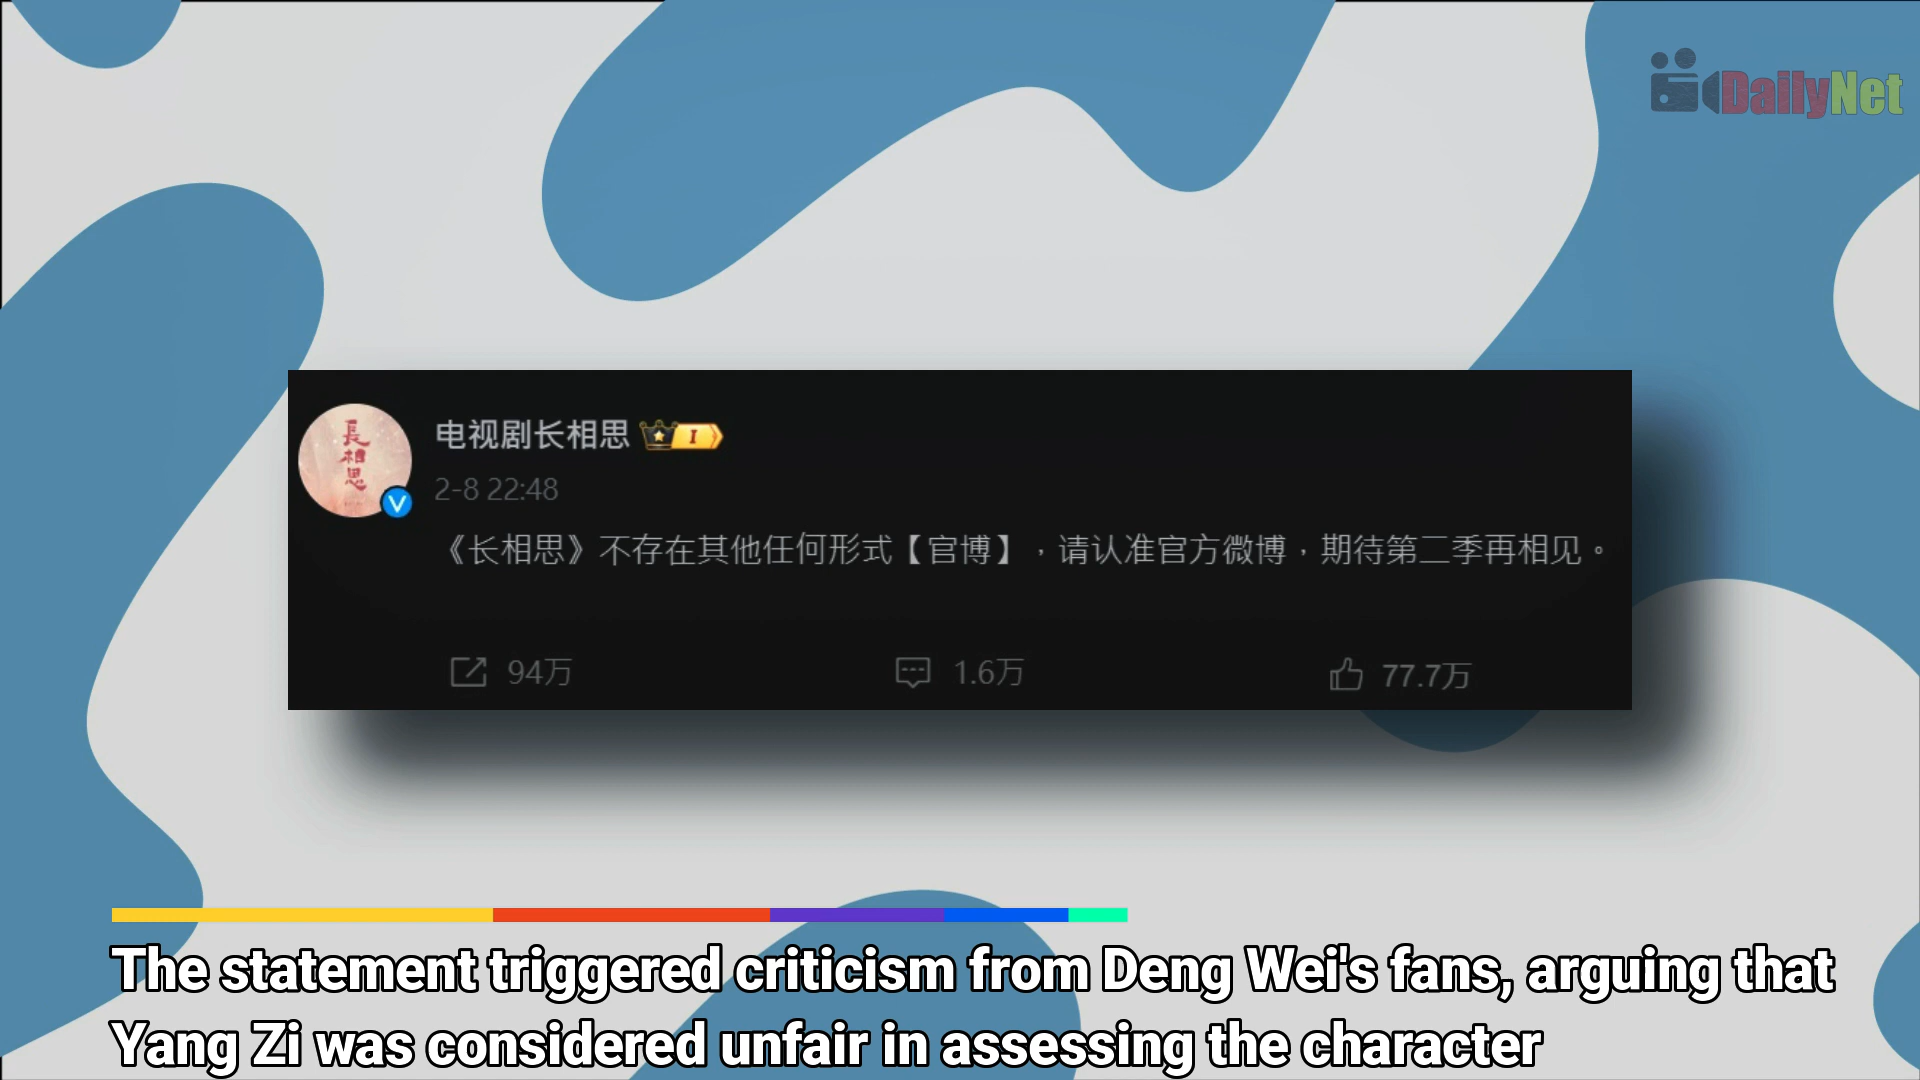 DailyNet
長相思
电视剧长相思 I
2-8 22:48
《长相思》不存在其他任何形式【官博】，请认准官方微博，期待第二季再相见。
94万 1.6万 77.7万
The statement triggered criticism from Deng Wei's fans, arguing that
Yang Zi was considered unfair in assessing the character